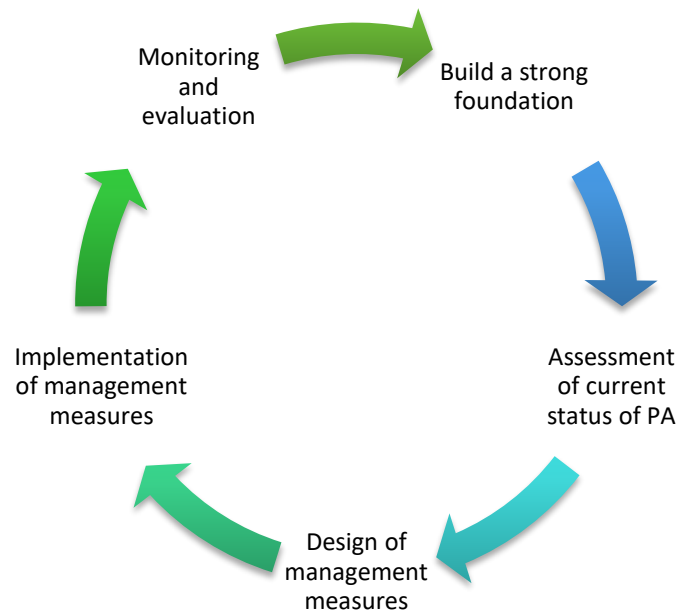 Monitoring
and
evaluation
Build a strong
foundation
Assessment
of current
status of PA
Design of
management
measures
Implementation
of management
measures